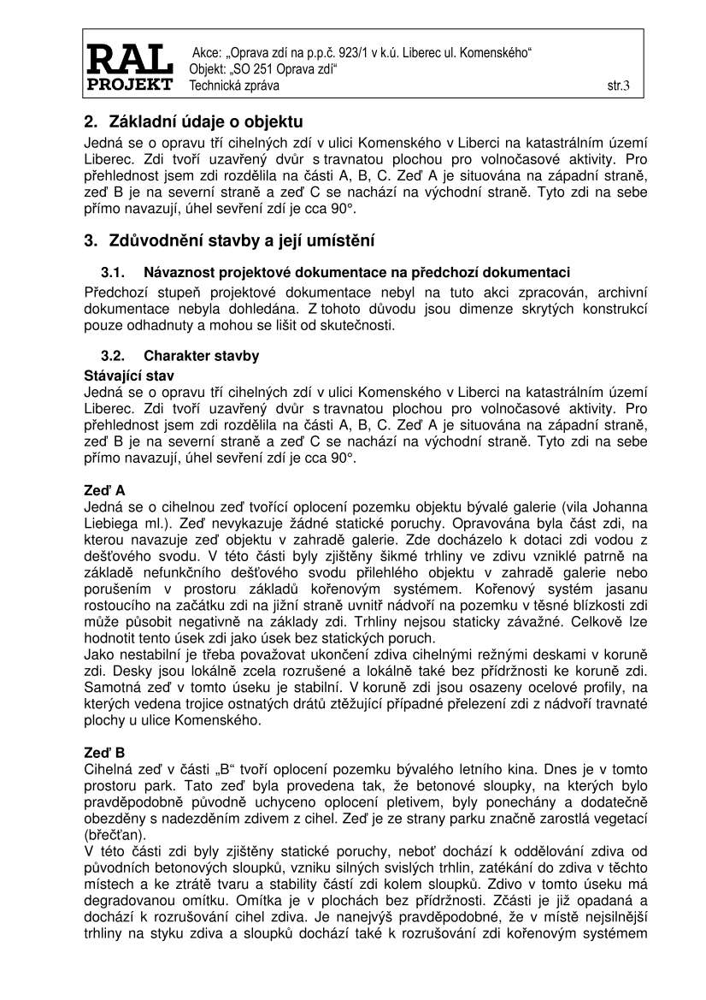 RAL
PROJEKT
Akce: „Oprava zdí na p.p.č. 923/1 v k.ú. Liberec ul. Komenského“
Objekt: „SO 251 Oprava zdí“
Technická zpráva str.3
2. Základní údaje o objektu
Jedná se o opravu tří cihelných zdí v ulici Komenského v Liberci na katastrálním území
Liberec. Zdi tvoří uzavřený dvůr s travnatou plochou pro volnočasové aktivity. Pro
přehlednost jsem zdi rozdělila na části A, B, C. Zeď A je situována na západní straně,
zeď B je na severní straně a zeď C se nachází na východní straně. Tyto zdi na sebe
přímo navazují, úhel sevření zdí je cca 90°.
3. Zdůvodnění stavby a její umístění
3.1. Návaznost projektové dokumentace na předchozí dokumentaci
Předchozí stupeň projektové dokumentace nebyl na tuto akci zpracován, archivní
dokumentace nebyla dohledána. Z tohoto důvodu jsou dimenze skrytých konstrukcí
pouze odhadnuty a mohou se lišit od skutečnosti.
3.2. Charakter stavby
Stávající stav
Jedná se o opravu tří cihelných zdí v ulici Komenského v Liberci na katastrálním území
Liberec. Zdi tvoří uzavřený dvůr s travnatou plochou pro volnočasové aktivity. Pro
přehlednost jsem zdi rozdělila na části A, B, C. Zeď A je situována na západní straně,
zeď B je na severní straně a zeď C se nachází na východní straně. Tyto zdi na sebe
přímo navazují, úhel sevření zdí je cca 90°.
Zeď A
Jedná se o cihelnou zeď tvořící oplocení pozemku objektu bývalé galerie (vila Johanna
Liebiega ml.). Zeď nevykazuje žádné statické poruchy. Opravována byla část zdi, na
kterou navazuje zeď objektu v zahradě galerie. Zde docházelo k dotaci zdi vodou z
dešťového svodu. V této části byly zjištěny šikmé trhliny ve zdivu vzniklé patrně na
základě nefunkčního dešťového svodu přilehlého objektu v zahradě galerie nebo
porušením v prostoru základů kořenovým systémem. Kořenový systém jasanu
rostoucího na začátku zdi na jižní straně uvnitř nádvoří na pozemku v těsné blízkosti zdi
může působit negativně na základy zdi. Trhliny nejsou staticky závažné. Celkově lze
hodnotit tento úsek zdi jako úsek bez statických poruch.
Jako nestabilní je třeba považovat ukončení zdiva cihelnými režnými deskami v koruně
zdi. Desky jsou lokálně zcela rozrušené a lokálně také bez přídržnosti ke koruně zdi.
Samotná zeď v tomto úseku je stabilní. V koruně zdi jsou osazeny ocelové profily, na
kterých vedena trojice ostnatých drátů ztěžující případné přelezení zdi z nádvoří travnaté
plochy u ulice Komenského.
Zeď B
Cihelná zeď v části „B“ tvoří oplocení pozemku bývalého letního kina. Dnes je v tomto
prostoru park. Tato zeď byla provedena tak, že betonové sloupky, na kterých bylo
pravděpodobně původně uchyceno oplocení pletivem, byly ponechány a dodatečně
obezděny s nadezděním zdivem z cihel. Zeď je ze strany parku značně zarostlá vegetací
(břečťan).
V této části zdi byly zjištěny statické poruchy, neboť dochází k oddělování zdiva od
původních betonových sloupků, vzniku silných svislých trhlin, zatékání do zdiva v těchto
místech a ke ztrátě tvaru a stability částí zdi kolem sloupků. Zdivo v tomto úseku má
degradovanou omítku. Omítka je v plochách bez přídržnosti. Zčásti je již opadaná a
dochází k rozrušování cihel zdiva. Je nanejvýš pravděpodobné, že v místě nejsilnější
trhliny na styku zdiva a sloupků dochází také k rozrušování zdi kořenovým systémem